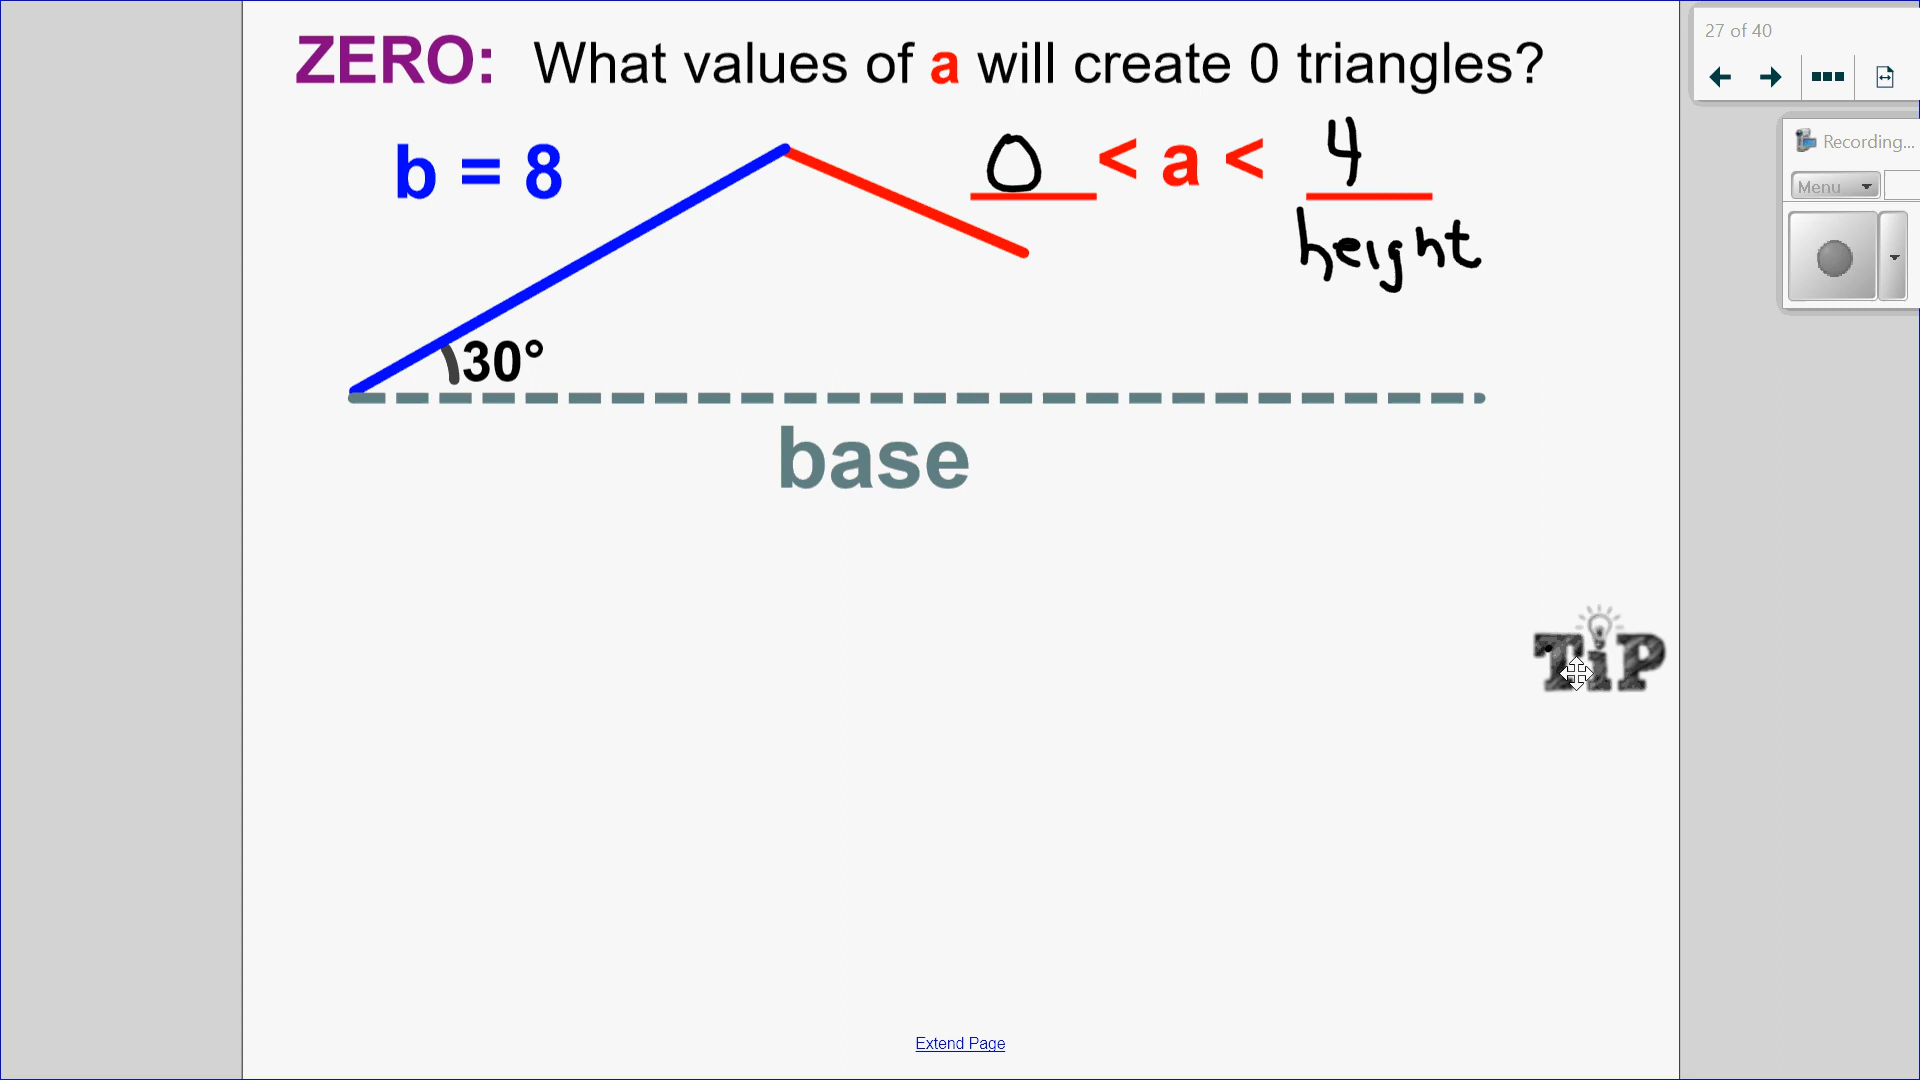 ZERO: What values of a will create 0 triangles?
b = 8
0 < a < 4
height
30°
base
TiP
Extend Page
27 of 40
Recording...
Menu